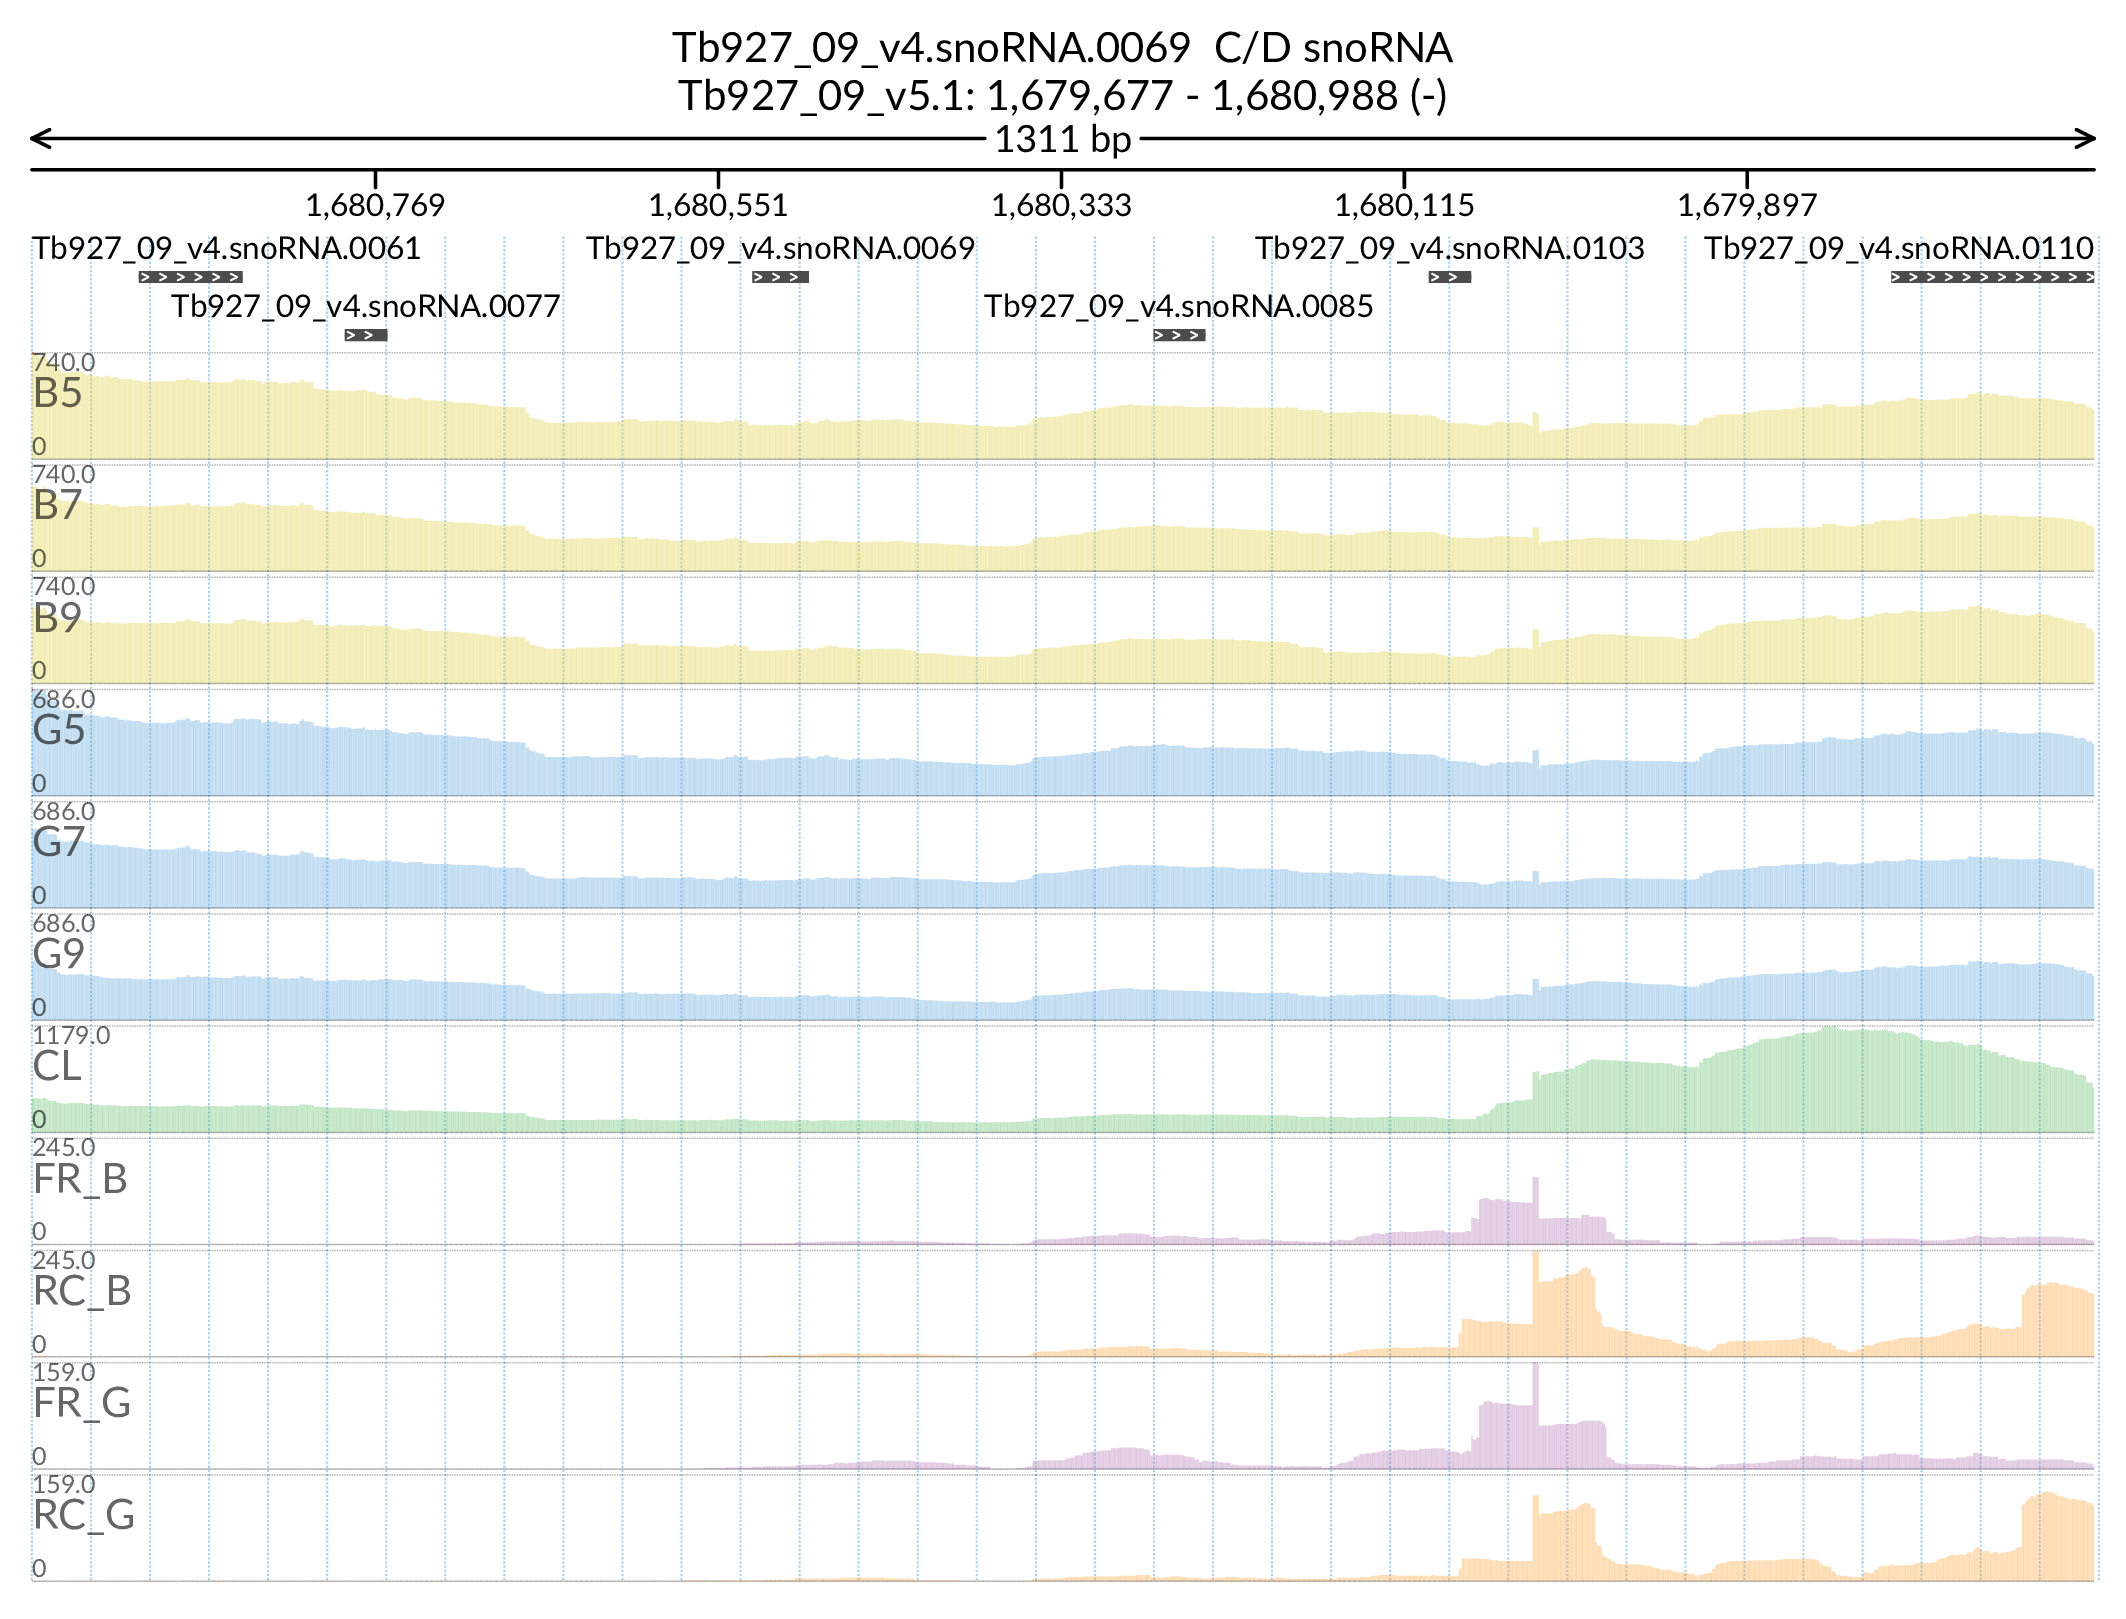 Tb927_09_v4.snoRNA.0069  C/D snoRNA
Tb927_09_v5.1: 1,679,677 - 1,680,988 (-)
1311 bp
1,680,769 1,680,551 1,680,333 1,680,115 1,679,897
Tb927_09_v4.snoRNA.0061 Tb927_09_v4.snoRNA.0069 Tb927_09_v4.snoRNA.0103 Tb927_09_v4.snoRNA.0110
Tb927_09_v4.snoRNA.0077 Tb927_09_v4.snoRNA.0085
740.0
B5
0
740.0
B7
0
740.0
B9
0
686.0
G5
0
686.0
G7
0
686.0
G9
0
1179.0
CL
0
245.0
FR_B
0
245.0
RC_B
0
159.0
FR_G
0
159.0
RC_G
0